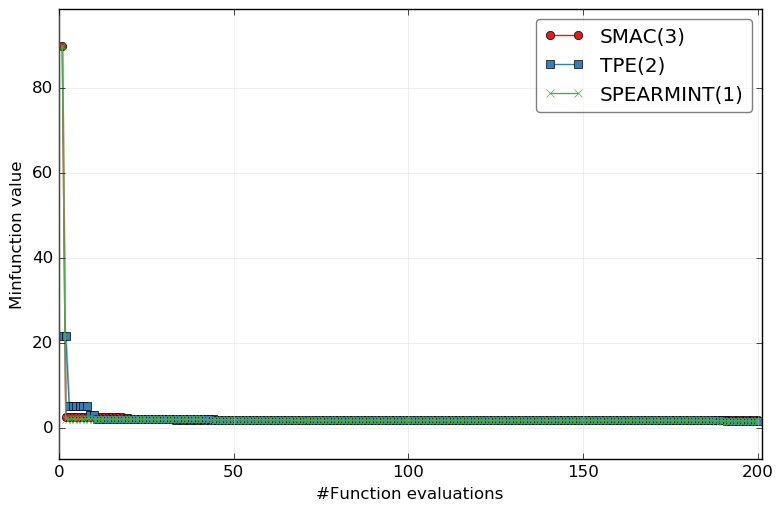 SMAC(3)
TPE(2)
SPEARMINT(1)
80
60
40
20
0
Minfunction value
0 50 100 150 200
#Function evaluations